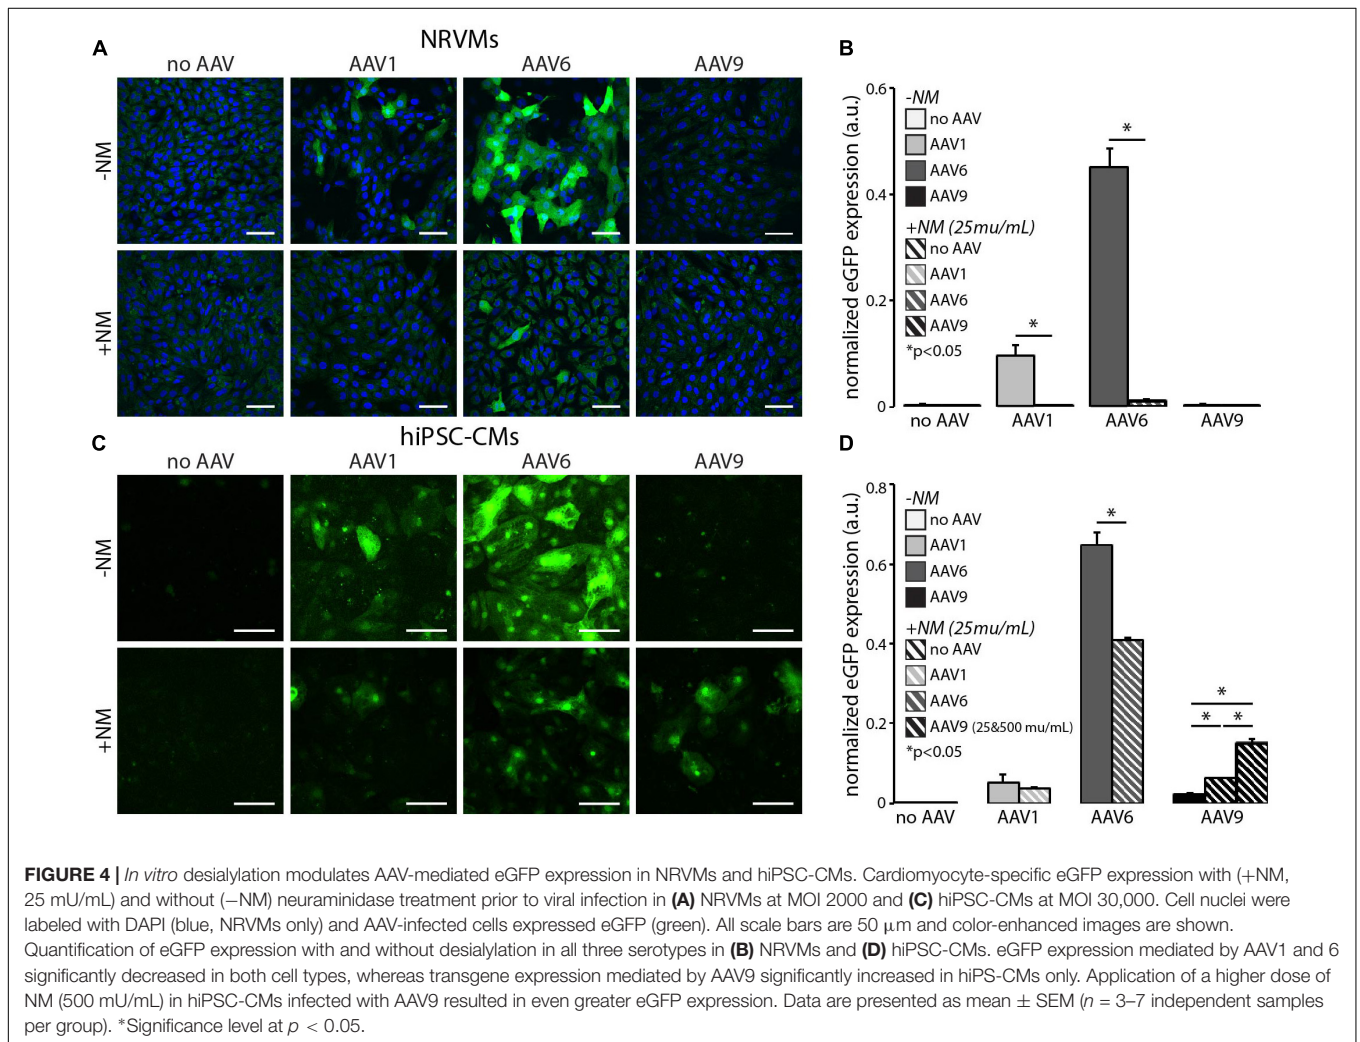 A
NRVMs
no AAV
AAV1
AAV6
AAV9
-NM
+NM
B
normalized eGFP expression (a.u.)
0.6
0.4
0.2
0
-NM
no AAV
AAV1
AAV6
AAV9
+NM (25mu/mL)
no AAV
AAV1
AAV6
AAV9
*p<0.05
*
*
no AAV
AAV1
AAV6
AAV9
C
hiPSC-CMs
no AAV
AAV1
AAV6
AAV9
-NM
+NM
D
normalized eGFP expression (a.u.)
0.8
0.6
0.4
0.2
0
-NM
no AAV
AAV1
AAV6
AAV9
+NM (25mu/mL)
no AAV
AAV1
AAV6
AAV9 (25&500 mu/mL)
*p<0.05
*
*
* *
no AAV
AAV1
AAV6
AAV9
FIGURE 4 | In vitro desialylation modulates AAV-mediated eGFP expression in NRVMs and hiPSC-CMs. Cardiomyocyte-specific eGFP expression with (+NM,
25 mU/mL) and without (−NM) neuraminidase treatment prior to viral infection in (A) NRVMs at MOI 2000 and (C) hiPSC-CMs at MOI 30,000. Cell nuclei were
labeled with DAPI (blue, NRVMs only) and AAV-infected cells expressed eGFP (green). All scale bars are 50 μm and color-enhanced images are shown.
Quantification of eGFP expression with and without desialylation in all three serotypes in (B) NRVMs and (D) hiPSC-CMs. eGFP expression mediated by AAV1 and 6
significantly decreased in both cell types, whereas transgene expression mediated by AAV9 significantly increased in hiPS-CMs only. Application of a higher dose of
NM (500 mU/mL) in hiPSC-CMs infected with AAV9 resulted in even greater eGFP expression. Data are presented as mean ± SEM (n = 3–7 independent samples
per group). *Significance level at p < 0.05.